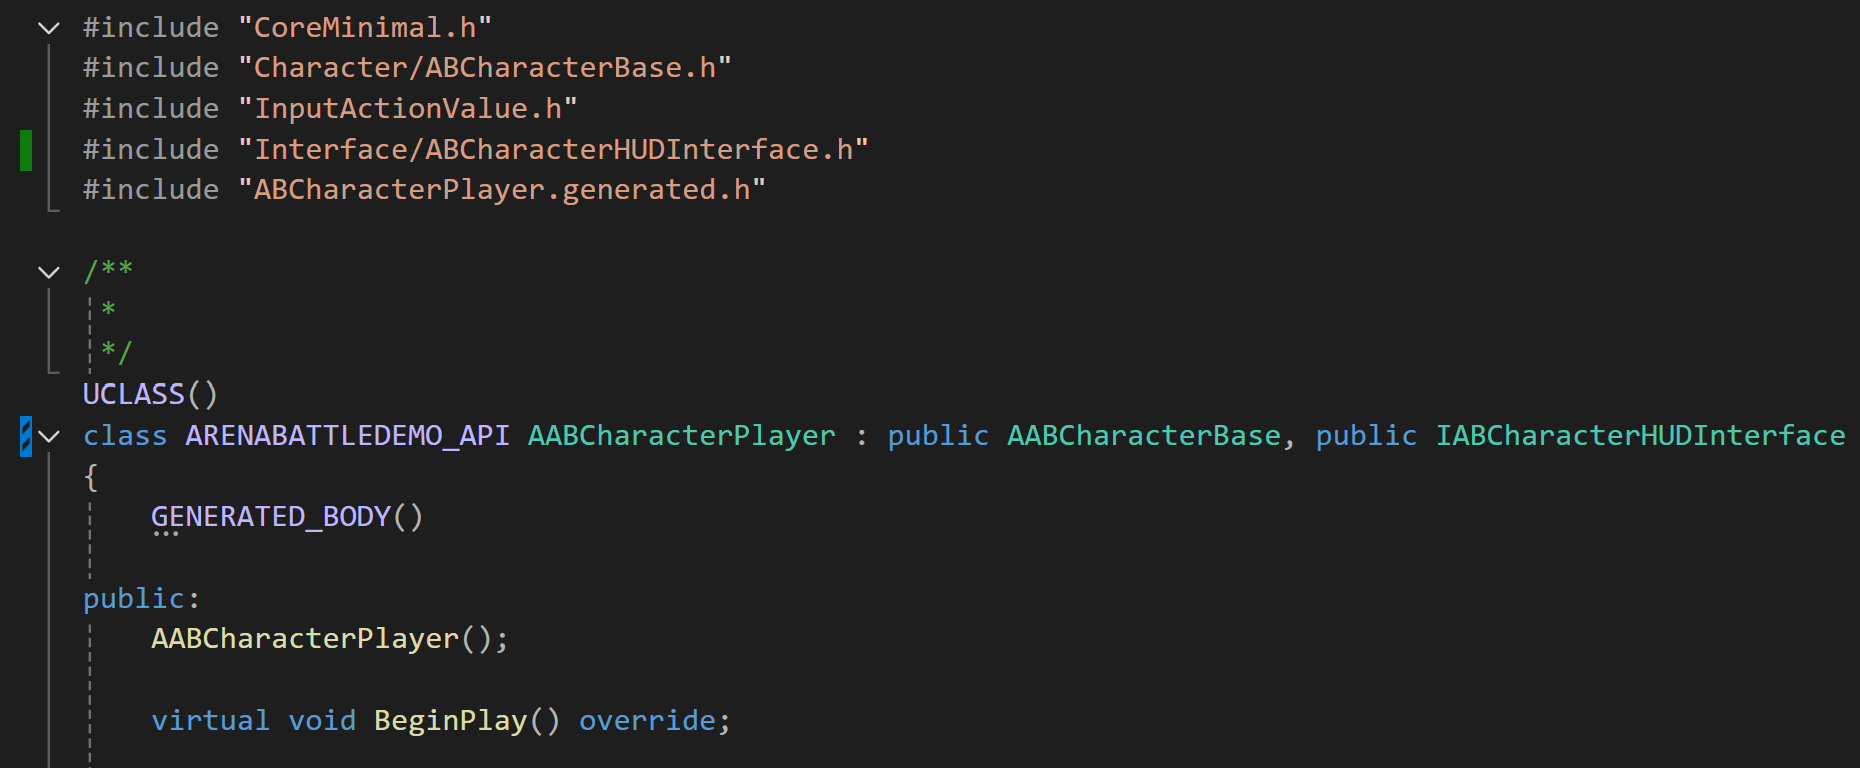 #include "CoreMinimal.h"
#include "Character/ABCharacterBase.h"
#include "InputActionValue.h"
#include "Interface/ABCharacterHUDInterface.h"
#include "ABCharacterPlayer.generated.h"
/**
 *
 */
UCLASS()
class ARENABATTLEDEMO_API AABCharacterPlayer : public AABCharacterBase, public IABCharacterHUDInterface
{
    GENERATED_BODY()
public:
    AABCharacterPlayer();
    virtual void BeginPlay() override;